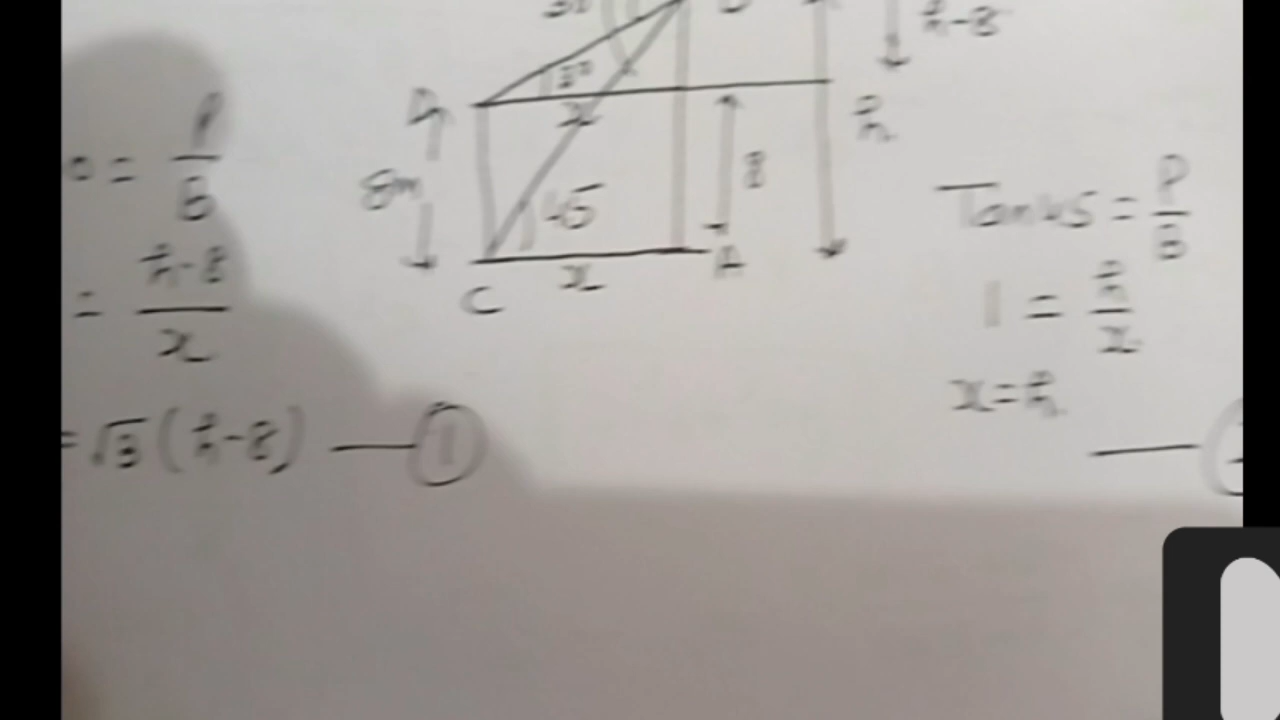 h-8
30
x
h
8m
8
45
x
A
C
D
= P/B
= h-8/x
= √3(h-8) — 1
Tan45 = P/B
1 = h/x
x=h